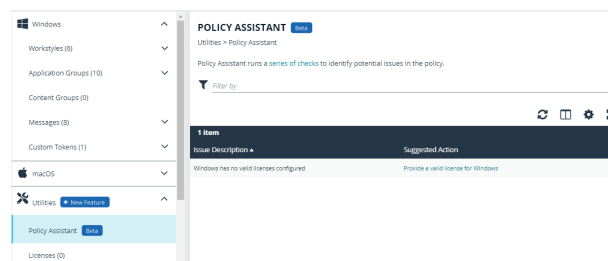 Windows
Workstyles (6)
Application Groups (10)
Content Groups (0)
Messages (8)
Custom Tokens (1)
macOS
Utilities + New Feature
Policy Assistant Beta
Licenses (0)
POLICY ASSISTANT Beta
Utilities > Policy Assistant
Policy Assistant runs a series of checks to identify potential issues in the policy.
Filter by
1 item
Issue Description Suggested Action
Windows has no valid licenses configured Provide a valid license for Windows